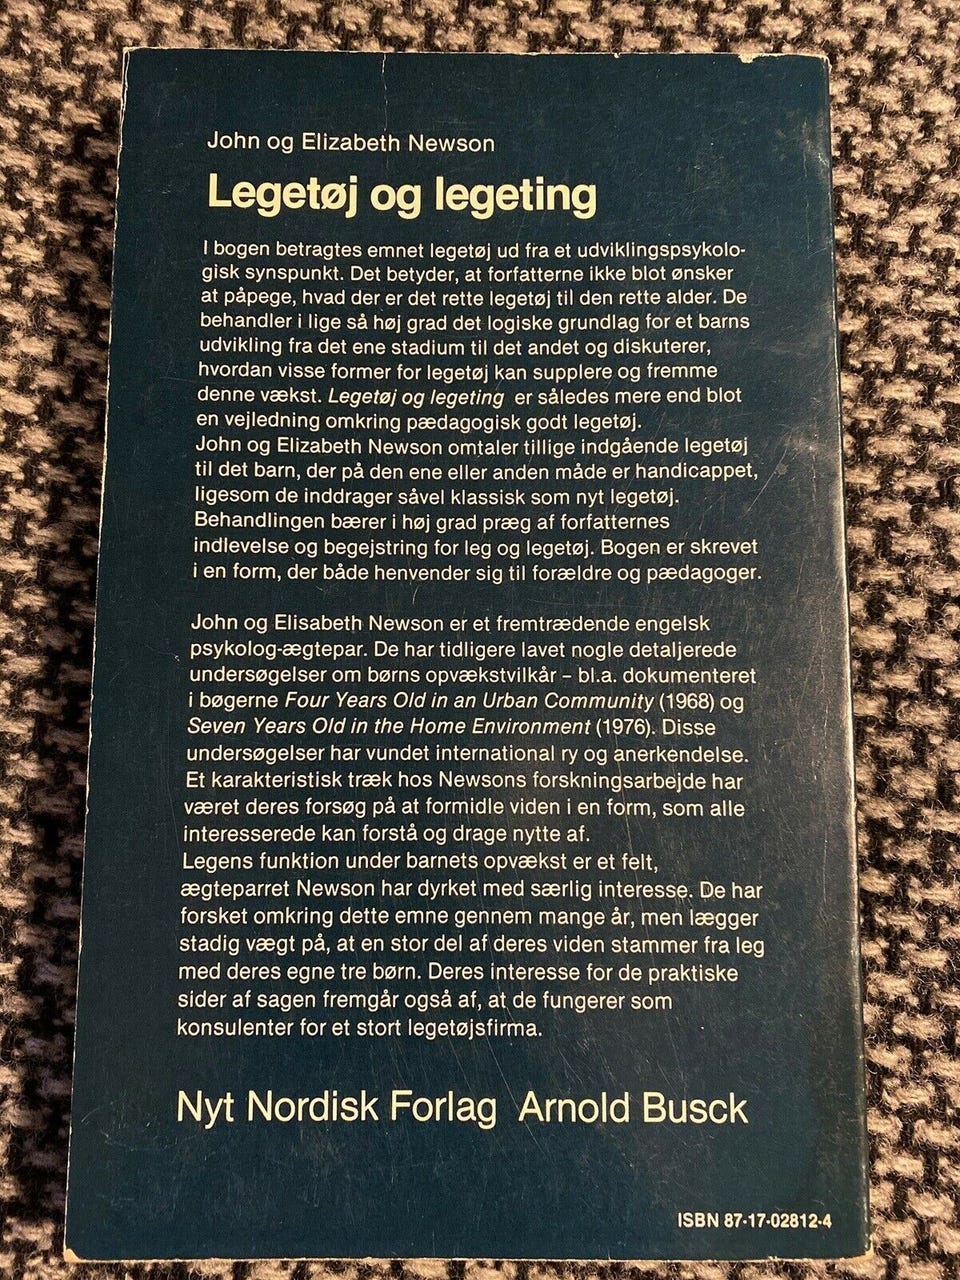 John og Elizabeth Newson
Legetøj og legeting
I bogen betragtes emnet legetøj ud fra et udviklingspsykolo-
gisk synspunkt. Det betyder, at forfatterne ikke blot ønsker
at påpege, hvad der er det rette legetøj til den rette alder. De
behandler i lige så høj grad det logiske grundlag for et barns
udvikling fra det ene stadium til det andet og diskuterer,
hvordan visse former for legetøj kan supplere og fremme
denne vækst. Legetøj og legeting er således mere end blot
en vejledning omkring pædagogisk godt legetøj.
John og Elizabeth Newson omtaler tillige indgående legetøj
til det barn, der på den ene eller anden måde er handicappet,
ligesom de inddrager såvel klassisk som nyt legetøj.
Behandlingen bærer i høj grad præg af forfatternes
indlevelse og begejstring for leg og legetøj. Bogen er skrevet
i en form, der både henvender sig til forældre og pædagoger.
John og Elisabeth Newson er et fremtrædende engelsk
psykolog-ægtepar. De har tidligere lavet nogle detaljerede
undersøgelser om børns opvækstvilkår – bl.a. dokumenteret
i bøgerne Four Years Old in an Urban Community (1968) og
Seven Years Old in the Home Environment (1976). Disse
undersøgelser har vundet international ry og anerkendelse.
Et karakteristisk træk hos Newsons forskningsarbejde har
været deres forsøg på at formidle viden i en form, som alle
interesserede kan forstå og drage nytte af.
Legens funktion under barnets opvækst er et felt,
ægteparret Newson har dyrket med særlig interesse. De har
forsket omkring dette emne gennem mange år, men lægger
stadig vægt på, at en stor del af deres viden stammer fra leg
med deres egne tre børn. Deres interesse for de praktiske
sider af sagen fremgår også af, at de fungerer som
konsulenter for et stort legetøjsfirma.
Nyt Nordisk Forlag Arnold Busck
ISBN 87-17-02812-4